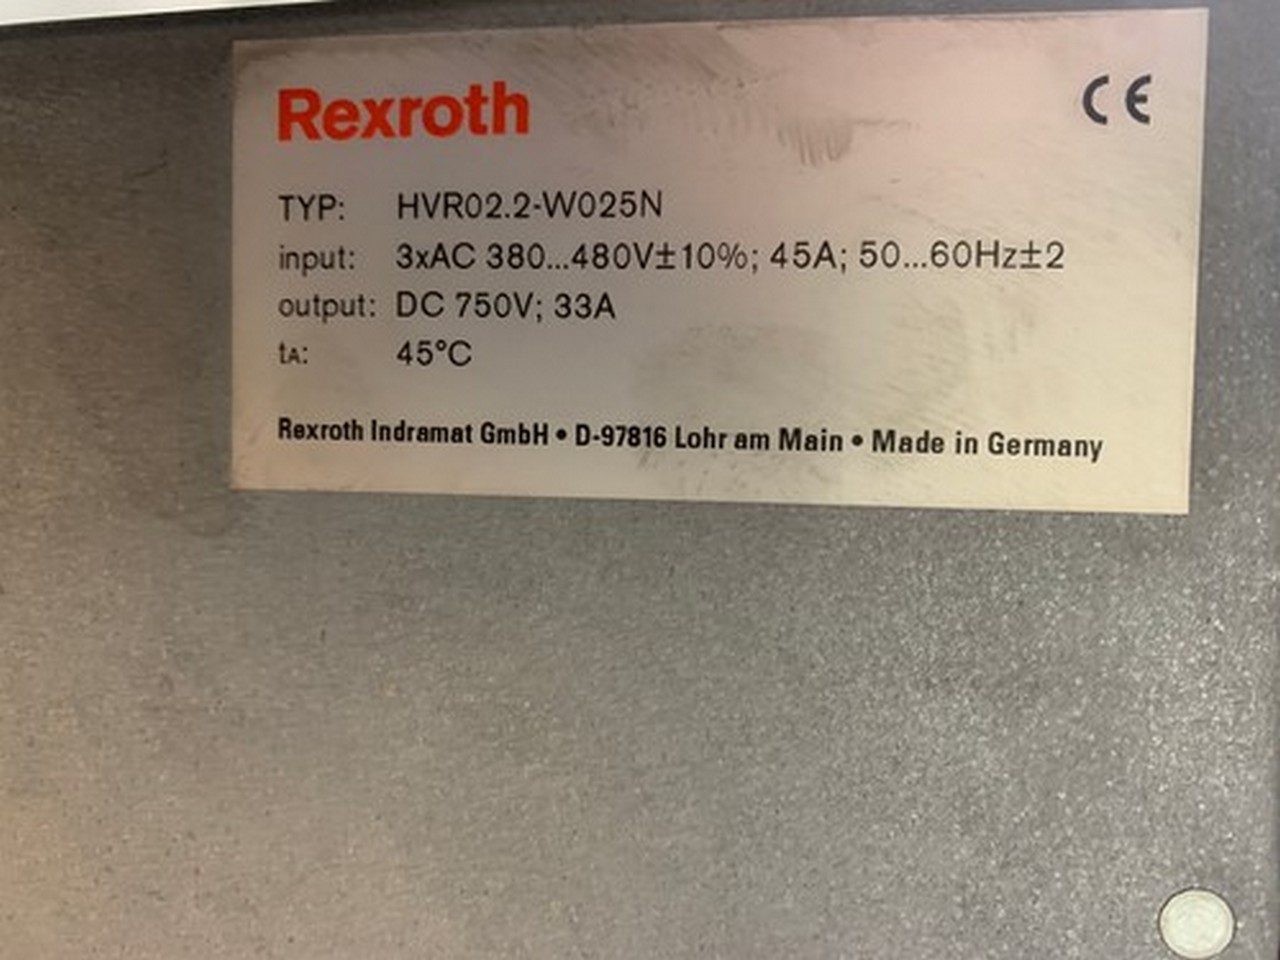 Rexroth
CE
TYP: HVR02.2-W025N
input: 3xAC 380...480V±10%; 45A; 50...60Hz±2
output: DC 750V; 33A
tA: 45°C
Rexroth Indramat GmbH • D-97816 Lohr am Main • Made in Germany